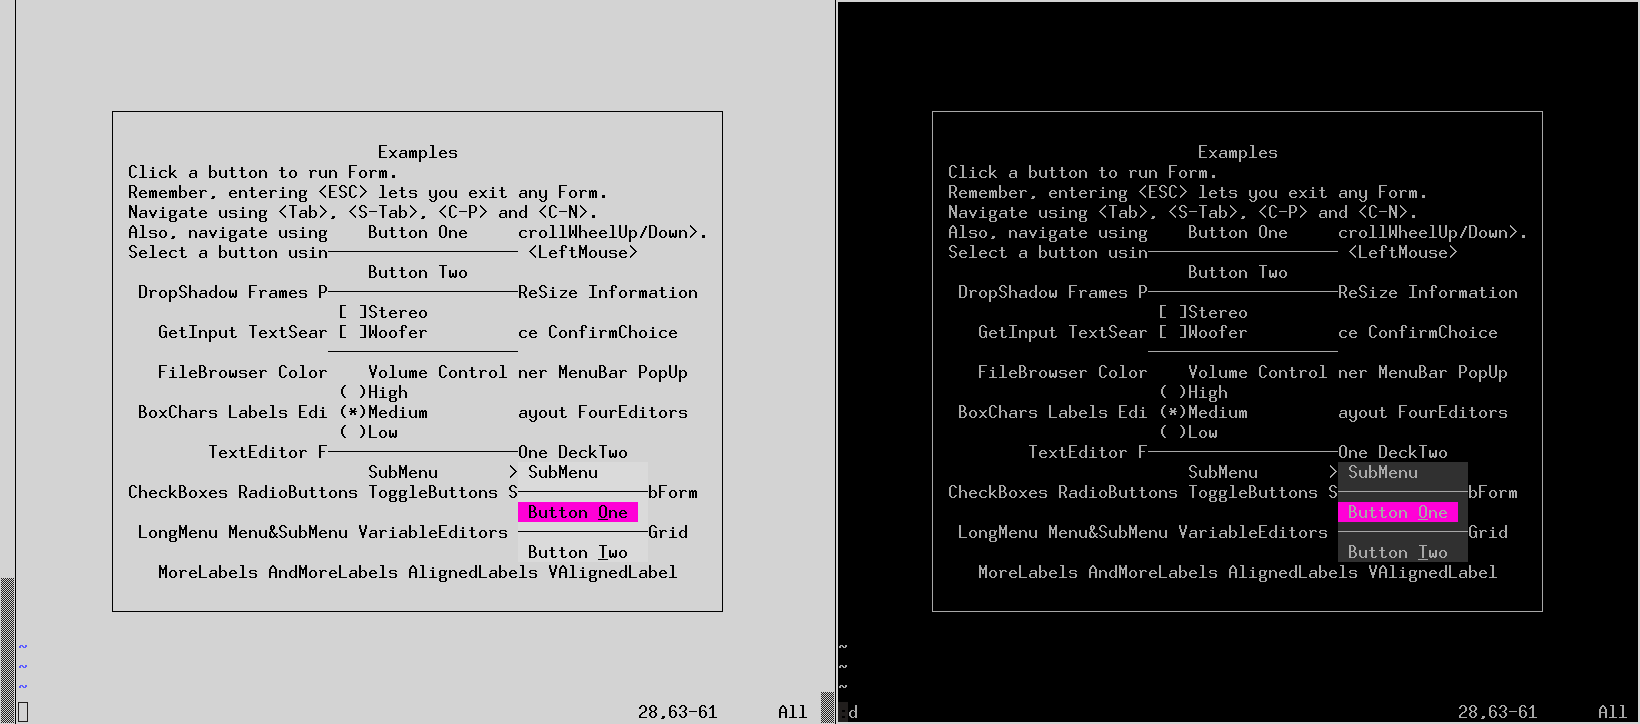 Examples
Click a button to run Form.
Remember, entering <ESC> lets you exit any Form.
Navigate using <Tab>, <S-Tab>, <C-P> and <C-N>.
Also, navigate using Button One crollWheelUp/Down>.
Select a button usin <LeftMouse>
Button Two
DropShadow Frames P ReSize Information
[ ]Stereo
GetInput TextSear [ ]Woofer ce ConfirmChoice
FileBrowser Color Volume Control ner MenuBar PopUp
( )High
BoxChars Labels Edi (*)Medium ayout FourEditors
( )Low
TextEditor F One DeckTwo
SubMenu > SubMenu
CheckBoxes RadioButtons ToggleButtons S bForm
Button One
LongMenu Menu&SubMenu VariableEditors Grid
Button Two
MoreLabels AndMoreLabels AlignedLabels VAlignedLabel
~
~
~
28,63-61 All
Examples
Click a button to run Form.
Remember, entering <ESC> lets you exit any Form.
Navigate using <Tab>, <S-Tab>, <C-P> and <C-N>.
Also, navigate using Button One crollWheelUp/Down>.
Select a button usin <LeftMouse>
Button Two
DropShadow Frames P ReSize Information
[ ]Stereo
GetInput TextSear [ ]Woofer ce ConfirmChoice
FileBrowser Color Volume Control ner MenuBar PopUp
( )High
BoxChars Labels Edi (*)Medium ayout FourEditors
( )Low
TextEditor F One DeckTwo
SubMenu > SubMenu
CheckBoxes RadioButtons ToggleButtons S bForm
Button One
LongMenu Menu&SubMenu VariableEditors Grid
Button Two
MoreLabels AndMoreLabels AlignedLabels VAlignedLabel
~
~
~
:d 28,63-61 All